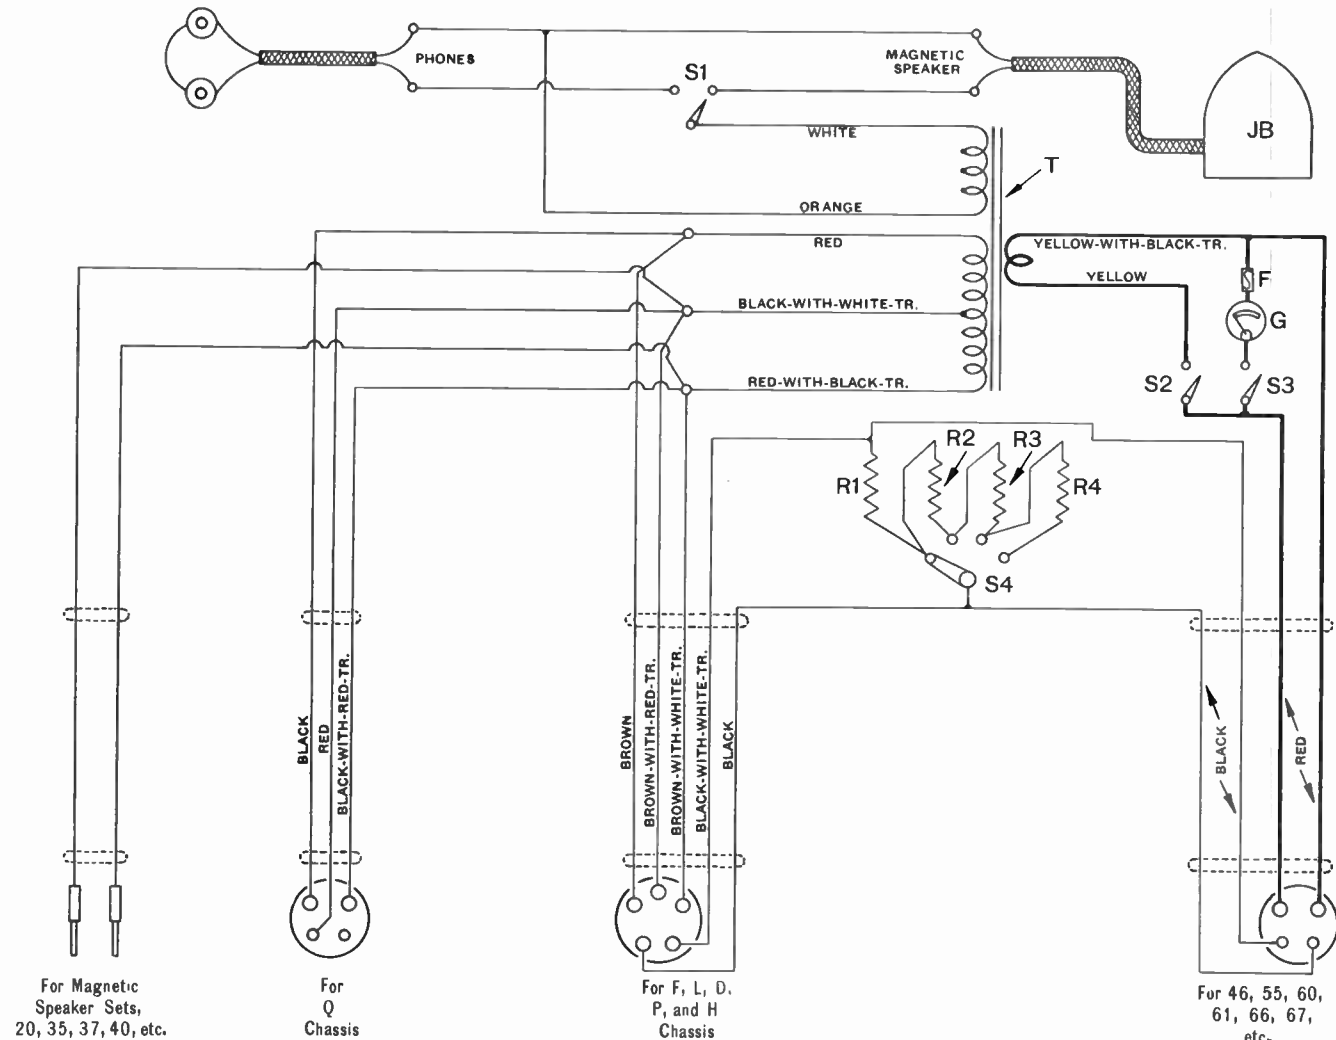 PHONES
MAGNETIC
SPEAKER
S1
JB
WHITE
T
ORANGE
RED
YELLOW-WITH-BLACK-TR.
YELLOW
F
BLACK-WITH-WHITE-TR.
G
RED-WITH-BLACK-TR.
S2
S3
R2
R3
R1
R4
S4
BLACK
RED
BLACK-WITH-RED-TR.
BROWN
BROWN-WITH-RED-TR.
BROWN-WITH-WHITE-TR.
BLACK-WITH-WHITE-TR.
BLACK
BLACK
RED
For Magnetic
Speaker Sets,
20, 35, 37, 40, etc.
For
Q
Chassis
For F, L, D,
P, and H
Chassis
For 46, 55, 60,
61, 66, 67,
etc.